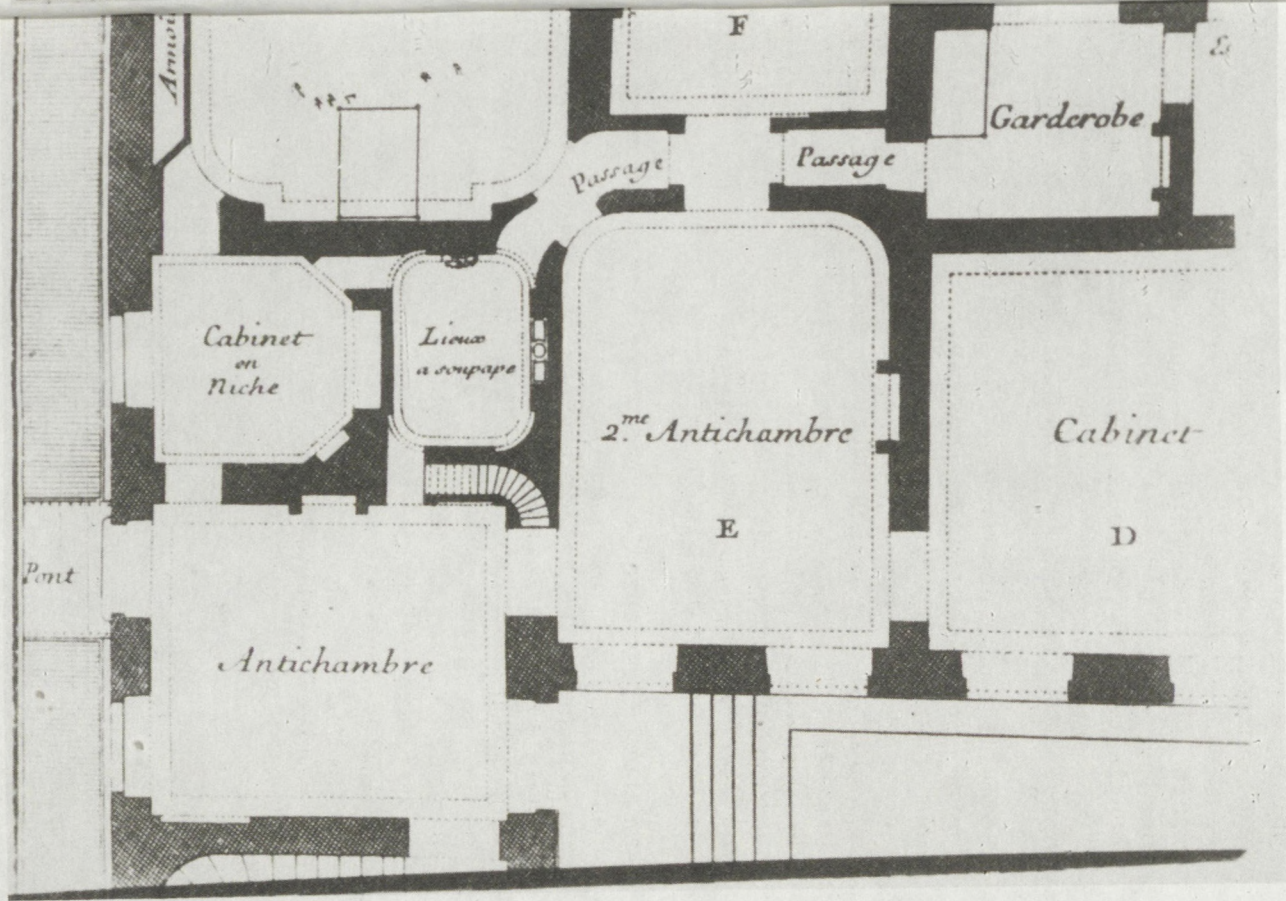 Armoi
F
&
Garderobe
Passage
Passage
Cabinet
en
Niche
Lieux
a soupape
2.me Antichambre
Cabinet
E
D
Pont
Antichambre